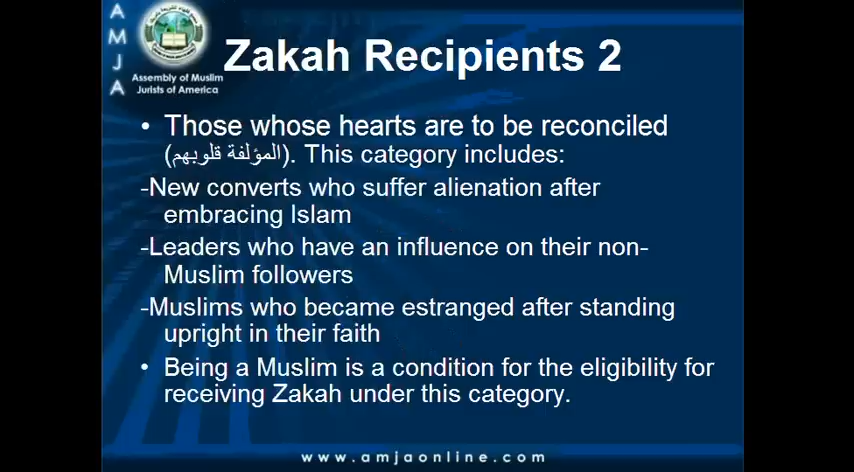 A
M
J
A
Assembly of Muslim
Jurists of America
Zakah Recipients 2
• Those whose hearts are to be reconciled
(المؤلفة قلوبهم). This category includes:
-New converts who suffer alienation after
embracing Islam
-Leaders who have an influence on their non-
Muslim followers
-Muslims who became estranged after standing
upright in their faith
• Being a Muslim is a condition for the eligibility for
receiving Zakah under this category.
www.amjaonline.com